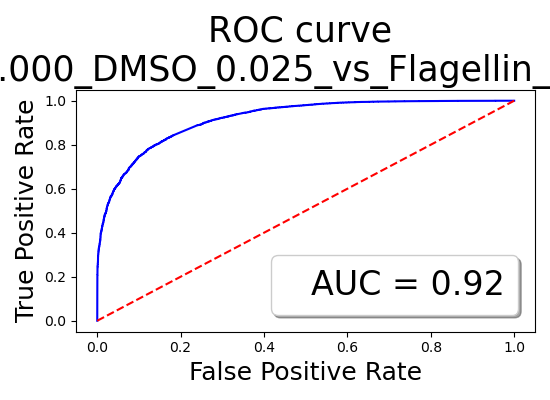 ROC curve
.000_DMSO_0.025_vs_Flagellin_
True Positive Rate
1.0
0.8
0.6
0.4
0.2
0.0
AUC = 0.92
0.0 0.2 0.4 0.6 0.8 1.0
False Positive Rate